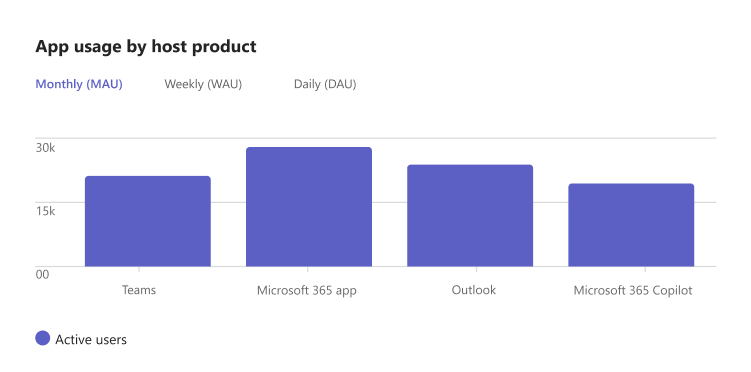 App usage by host product
Monthly (MAU) Weekly (WAU) Daily (DAU)
30k
15k
00
Teams Microsoft 365 app Outlook Microsoft 365 Copilot
Active users